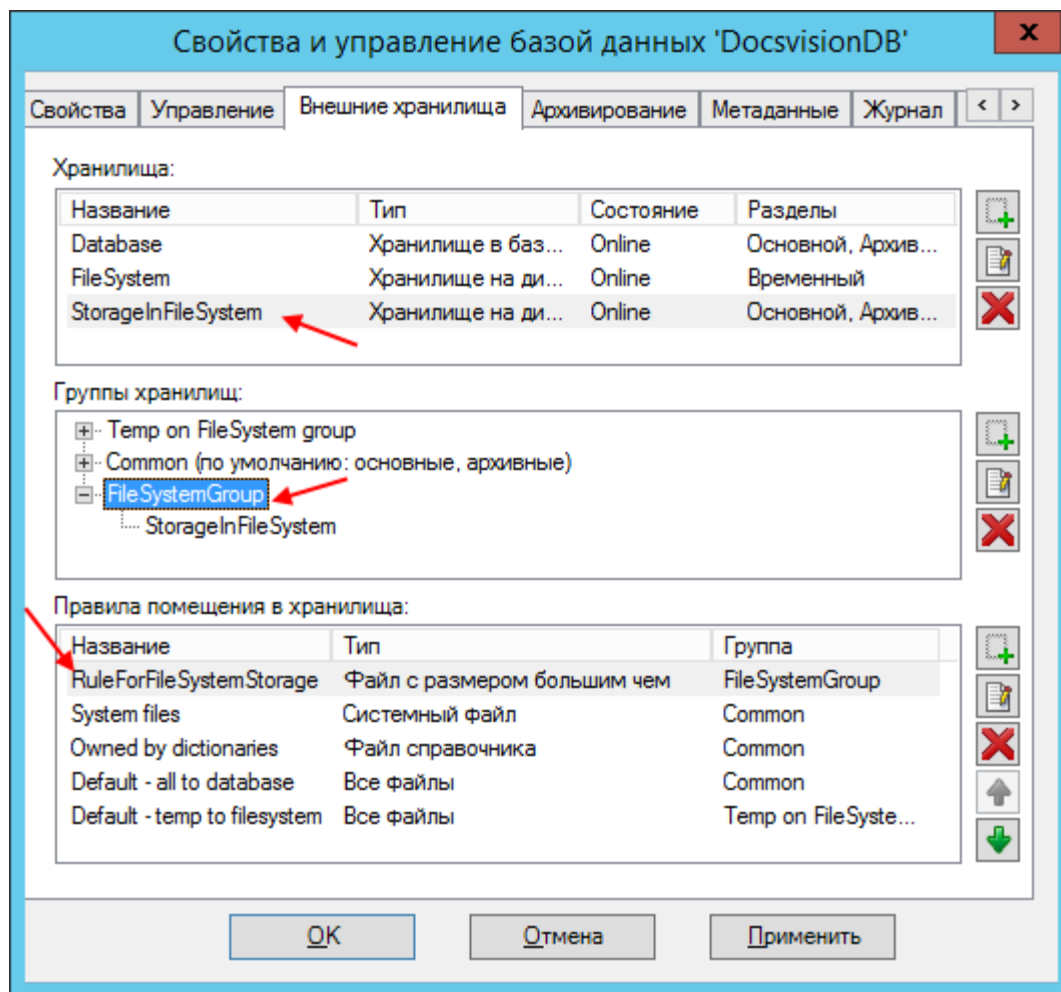 Свойства и управление базой данных 'DocsvisionDB'
x
Свойства Управление Внешние хранилища Архивирование Метаданные Журнал < >
Хранилища:
Название Тип Состояние Разделы
Database Хранилище в баз... Online Основной, Архив...
FileSystem Хранилище на ди... Online Временный
StorageInFileSystem Хранилище на ди... Online Основной, Архив...
Группы хранилищ:
Temp on FileSystem group
Common (по умолчанию: основные, архивные)
FileSystemGroup
StorageInFileSystem
Правила помещения в хранилища:
Название Тип Группа
RuleForFileSystemStorage Файл с размером большим чем FileSystemGroup
System files Системный файл Common
Owned by dictionaries Файл справочника Common
Default - all to database Все файлы Common
Default - temp to filesystem Все файлы Temp on FileSyste...
OK Отмена Применить